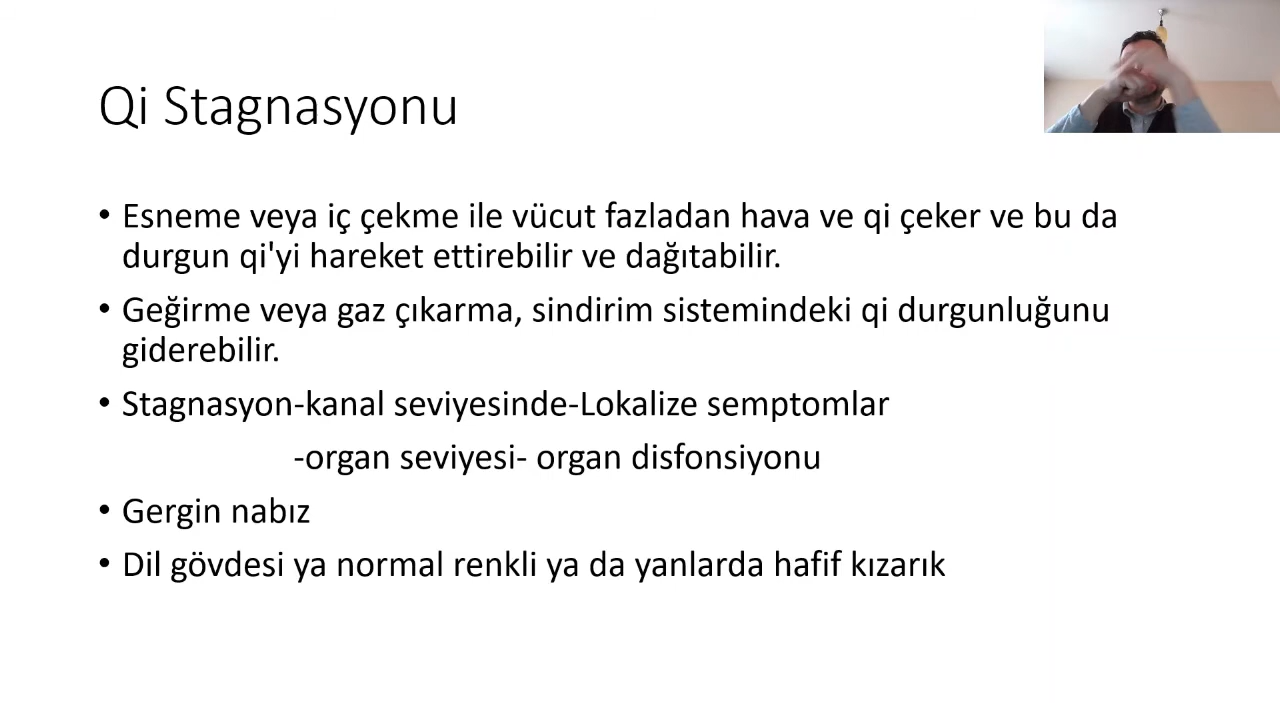 Qi Stagnasyonu
• Esneme veya iç çekme ile vücut fazladan hava ve qi çeker ve bu da
durgun qi'yi hareket ettirebilir ve dağıtabilir.
• Geğirme veya gaz çıkarma, sindirim sistemindeki qi durgunluğunu
giderebilir.
• Stagnasyon-kanal seviyesinde-Lokalize semptomlar
-organ seviyesi- organ disfonsiyonu
• Gergin nabız
• Dil gövdesi ya normal renkli ya da yanlarda hafif kızarık